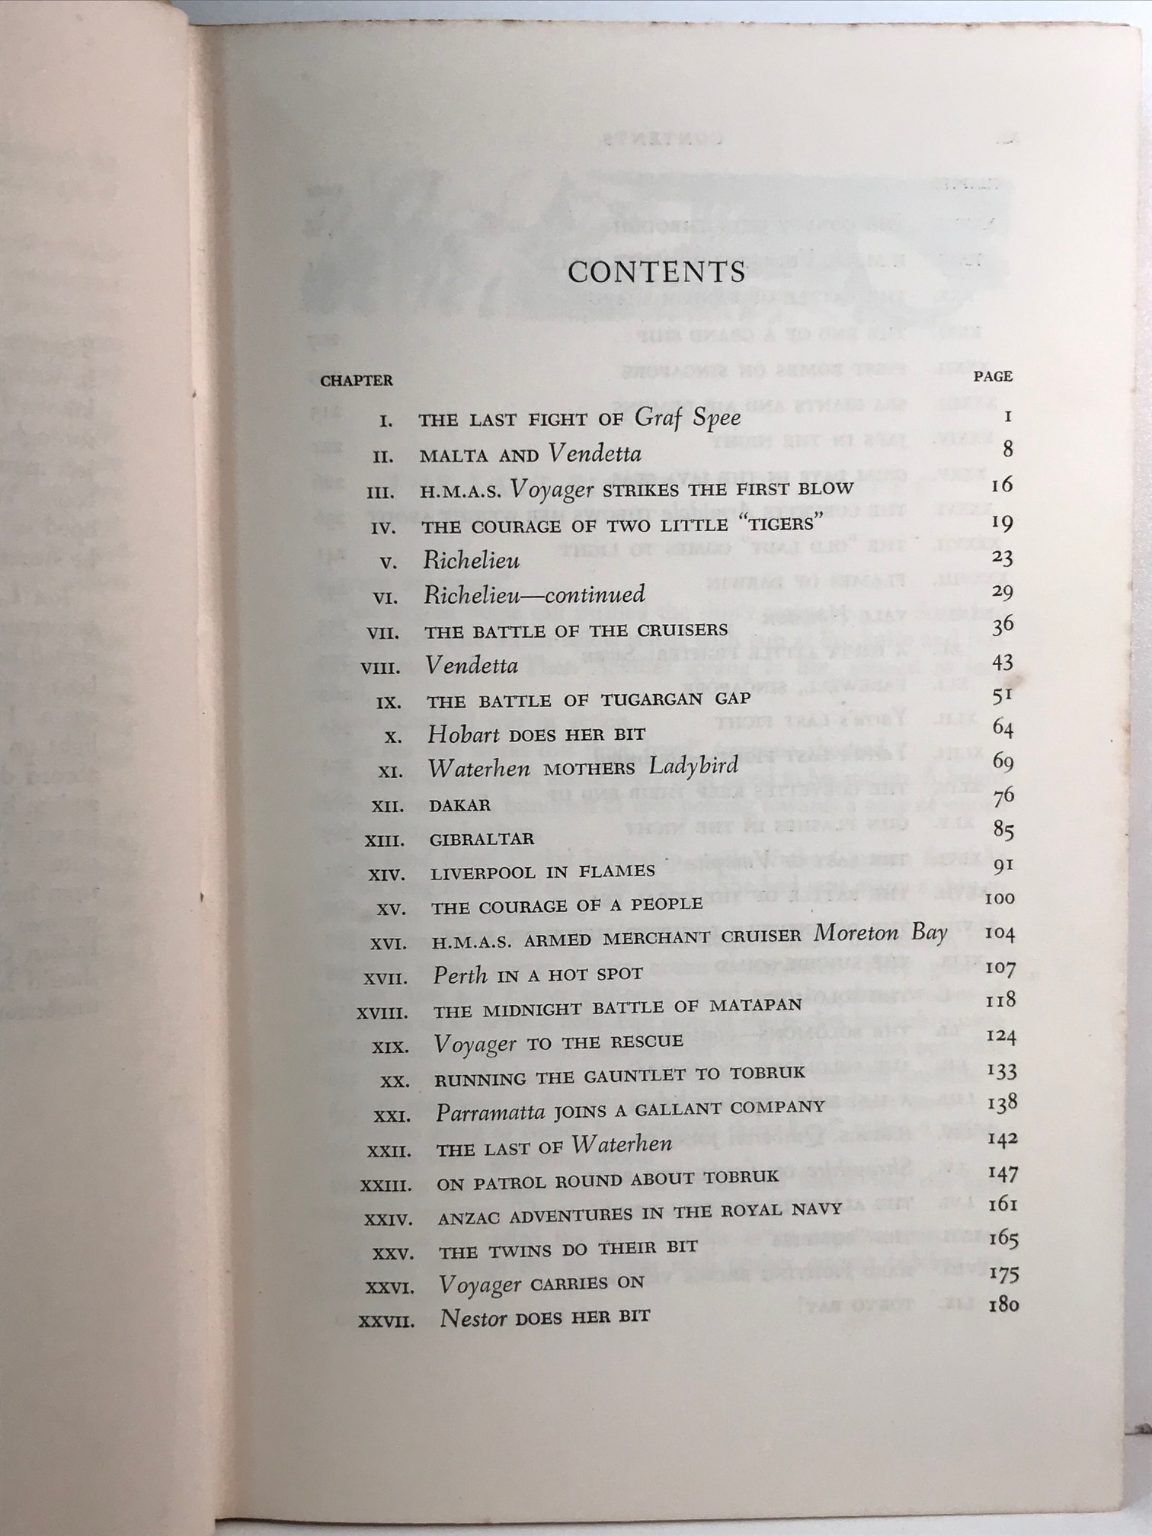 CONTENTS
CHAPTER PAGE
I. THE LAST FIGHT OF Graf Spee 1
II. MALTA AND Vendetta 8
III. H.M.A.S. Voyager STRIKES THE FIRST BLOW 16
IV. THE COURAGE OF TWO LITTLE “TIGERS” 19
V. Richelieu 23
VI. Richelieu—continued 29
VII. THE BATTLE OF THE CRUISERS 36
VIII. Vendetta 43
IX. THE BATTLE OF TUGARGAN GAP 51
X. Hobart DOES HER BIT 64
XI. Waterhen MOTHERS Ladybird 69
XII. DAKAR 76
XIII. GIBRALTAR 85
XIV. LIVERPOOL IN FLAMES 91
XV. THE COURAGE OF A PEOPLE 100
XVI. H.M.A.S. ARMED MERCHANT CRUISER Moreton Bay 104
XVII. Perth IN A HOT SPOT 107
XVIII. THE MIDNIGHT BATTLE OF MATAPAN 118
XIX. Voyager TO THE RESCUE 124
XX. RUNNING THE GAUNTLET TO TOBRUK 133
XXI. Parramatta JOINS A GALLANT COMPANY 138
XXII. THE LAST OF Waterhen 142
XXIII. ON PATROL ROUND ABOUT TOBRUK 147
XXIV. ANZAC ADVENTURES IN THE ROYAL NAVY 161
XXV. THE TWINS DO THEIR BIT 165
XXVI. Voyager CARRIES ON 175
XXVII. Nestor DOES HER BIT 180